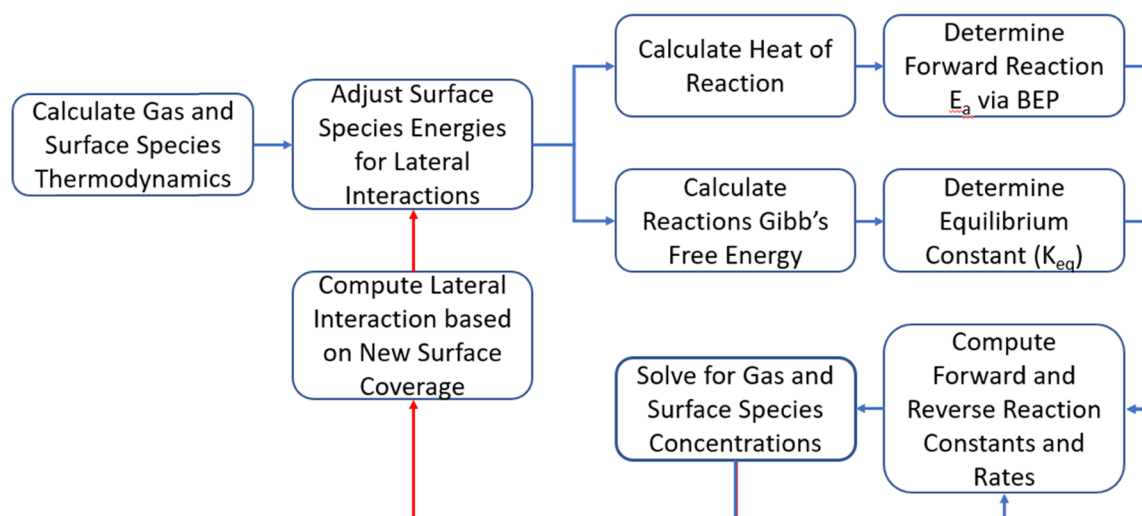 Calculate Gas and
Surface Species
Thermodynamics
Adjust Surface
Species Energies
for Lateral
Interactions
Calculate Heat of
Reaction
Determine
Forward Reaction
Eₐ via BEP
Calculate
Reactions Gibb’s
Free Energy
Determine
Equilibrium
Constant (Keq)
Compute Lateral
Interaction based
on New Surface
Coverage
Solve for Gas and
Surface Species
Concentrations
Compute
Forward and
Reverse Reaction
Constants and
Rates